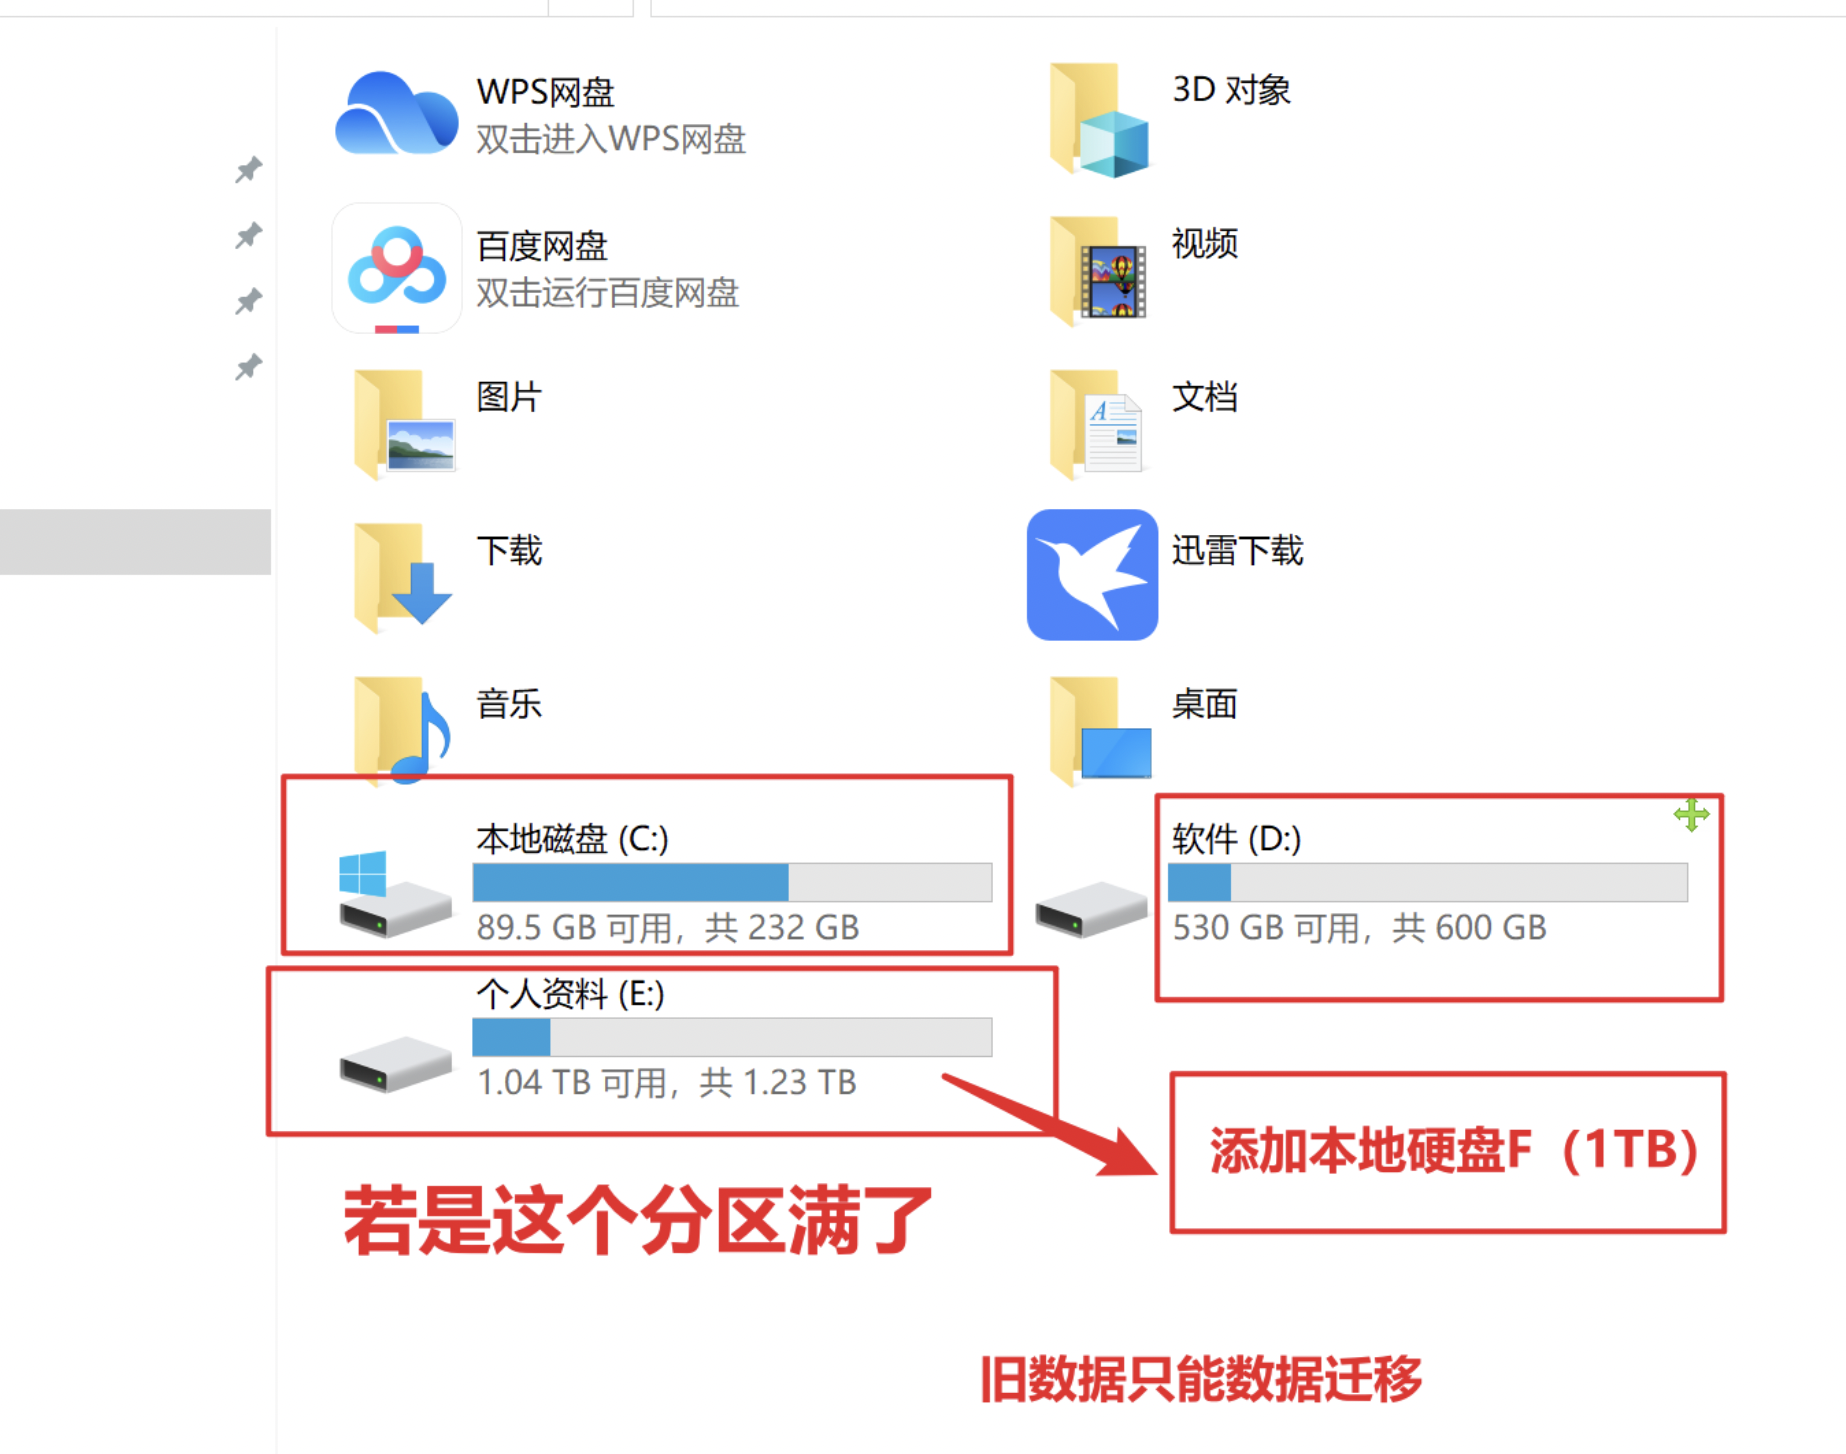 WPS网盘
双击进入WPS网盘
3D 对象
百度网盘
双击运行百度网盘
视频
图片
文档
下载
迅雷下载
音乐
桌面
本地磁盘 (C:)
89.5 GB 可用，共 232 GB
软件 (D:)
530 GB 可用，共 600 GB
个人资料 (E:)
1.04 TB 可用，共 1.23 TB
添加本地硬盘F（1TB）
若是这个分区满了
旧数据只能数据迁移